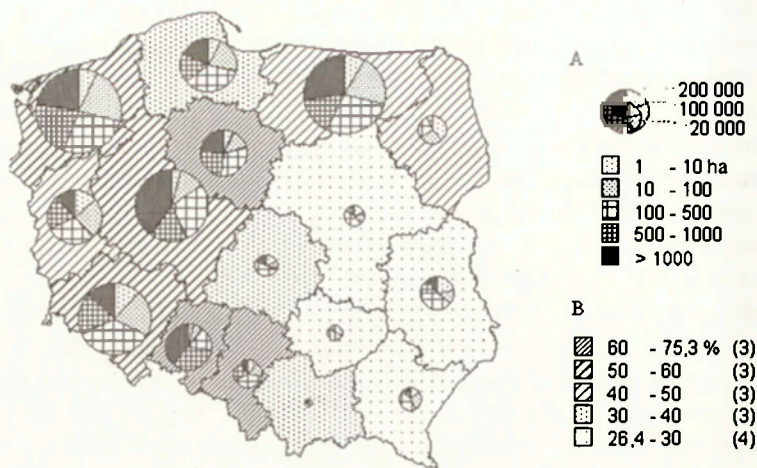 A
200 000
100 000
20 000
1 - 10 ha
10 - 100
100 - 500
500 - 1000
> 1000
B
60 - 75,3 % (3)
50 - 60 (3)
40 - 50 (3)
30 - 40 (3)
26,4 - 30 (4)